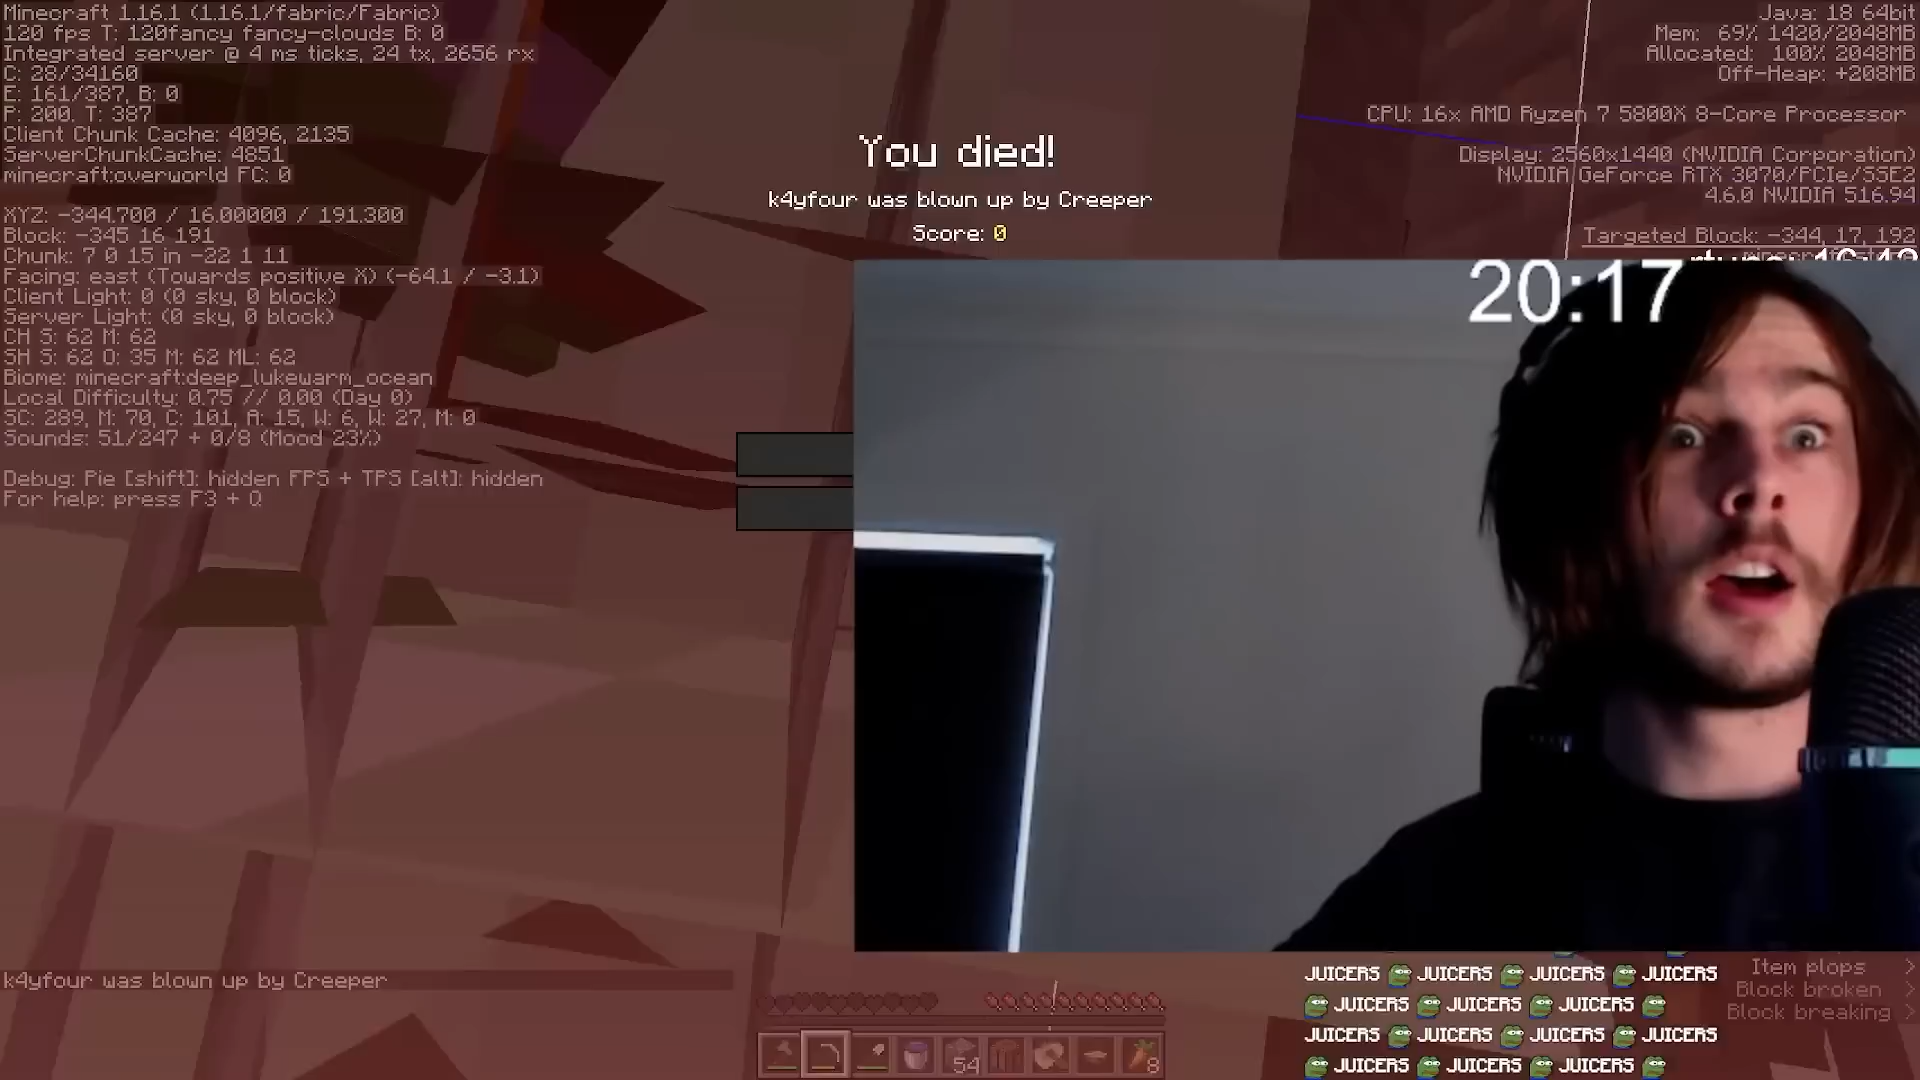 Minecraft 1.16.1 (1.16.1/fabric/Fabric)
120 fps T: 120fancy fancy-clouds B: 0
Integrated server @ 4 ms ticks, 24 tx, 2656 rx
C: 28/34160
E: 161/387, B: 0
P: 200. T: 387
Client Chunk Cache: 4096, 2135
ServerChunkCache: 4851
minecraft:overworld FC: 0
XYZ: -344.700 / 16.00000 / 191.300
Block: -345 16 191
Chunk: 7 0 15 in -22 1 11
Facing: east (Towards positive X) (-64.1 / -3.1)
Client Light: 0 (0 sky, 0 block)
Server Light: (0 sky, 0 block)
CH S: 62 M: 62
SH S: 62 O: 35 M: 62 ML: 62
Biome: minecraft:deep_lukewarm_ocean
Local Difficulty: 0.75 // 0.00 (Day 0)
SC: 289, M: 70, C: 101, A: 15, W: 6, W: 27, M: 0
Sounds: 51/247 + 0/8 (Mood 23%)
Debug: Pie [shift]: hidden FPS + TPS [alt]: hidden
For help: press F3 + Q
Java: 18 64bit
Mem: 69% 1420/2048MB
Allocated: 100% 2048MB
Off-Heap: +208MB
CPU: 16x AMD Ryzen 7 5800X 8-Core Processor
Display: 2560x1440 (NVIDIA Corporation)
NVIDIA GeForce RTX 3070/PCIe/SSE2
4.6.0 NVIDIA 516.94
Targeted Block: -344, 17, 192
You died!
k4yfour was blown up by Creeper
Score: 0
20:17
k4yfour was blown up by Creeper
54
8
JUICERS JUICERS JUICERS JUICERS
JUICERS JUICERS JUICERS
JUICERS JUICERS JUICERS JUICERS
JUICERS JUICERS JUICERS
Item plops >
Block broken >
Block breaking >